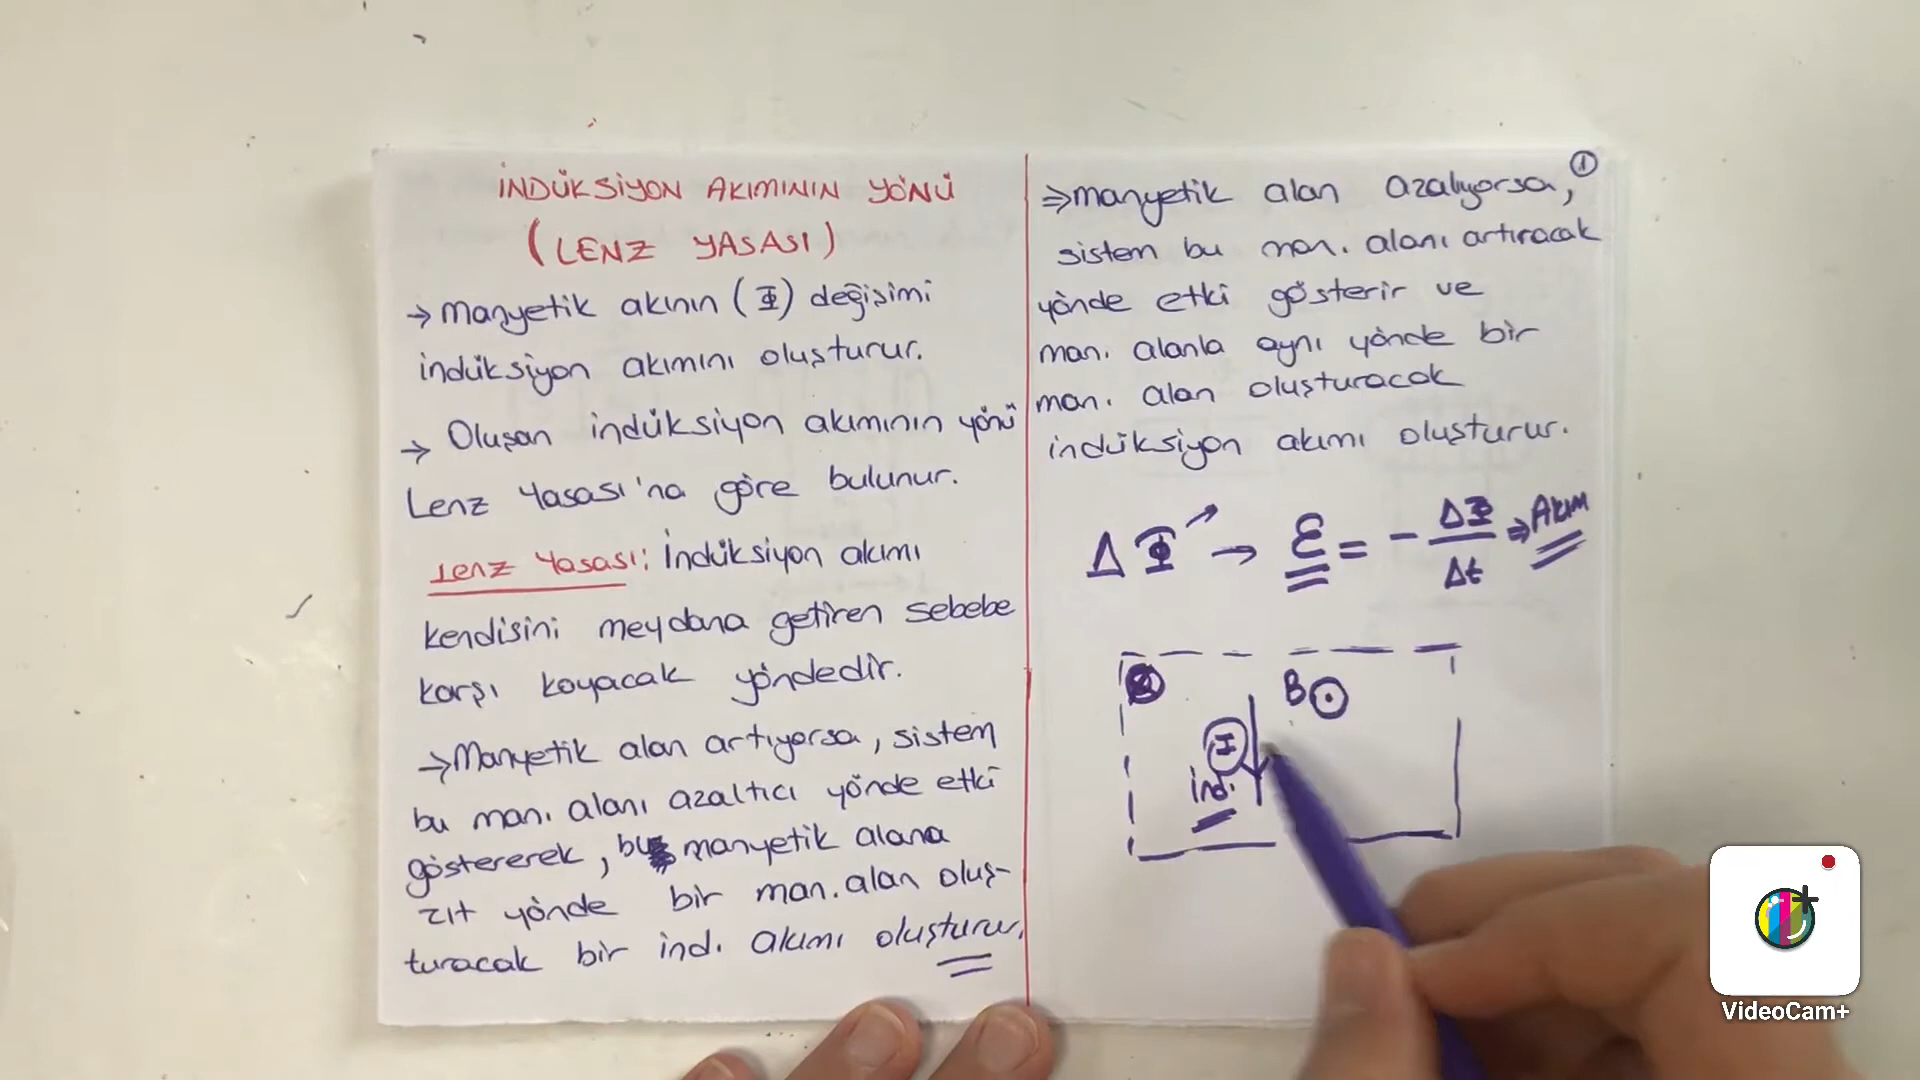 İNDÜKSİYON AKIMININ YÖNÜ
(LENZ YASASI)
→ Manyetik akının (Φ) değişimi
indüksiyon akımını oluşturur.
→ Oluşan indüksiyon akımının yönü
Lenz Yasası'na göre bulunur.
Lenz Yasası: İndüksiyon akımı
kendisini meydana getiren sebebe
karşı koyacak yöndedir.
→ Manyetik alan artıyorsa, sistem
bu man. alanı azaltıcı yönde etki
göstererek, bu manyetik alana
zıt yönde bir man. alan oluş-
turacak bir ind. akımı oluşturur.
1
⇒ manyetik alan azalıyorsa,
sistem bu man. alanı artıracak
yönde etki gösterir ve
man. alanla aynı yönde bir
man. alan oluşturacak
indüksiyon akımı oluşturur.
ΔΦ → ε = - ΔΦ/Δt ⇒ Akım
B
I
ind.
VideoCam+